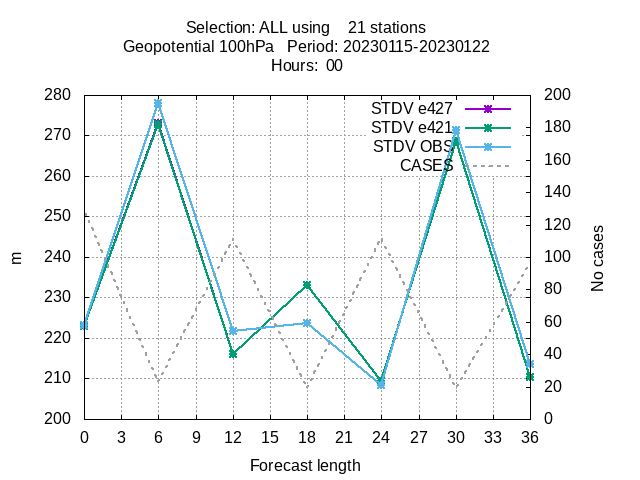 Selection: ALL using 21 stations
Geopotential 100hPa Period: 20230115-20230122
Hours: 00
STDV e427
STDV e421
STDV OBS
CASES
280
270
260
250
240
230
220
210
200
m
200
180
160
140
120
100
80
60
40
20
0
No cases
0 3 6 9 12 15 18 21 24 27 30 33 36
Forecast length